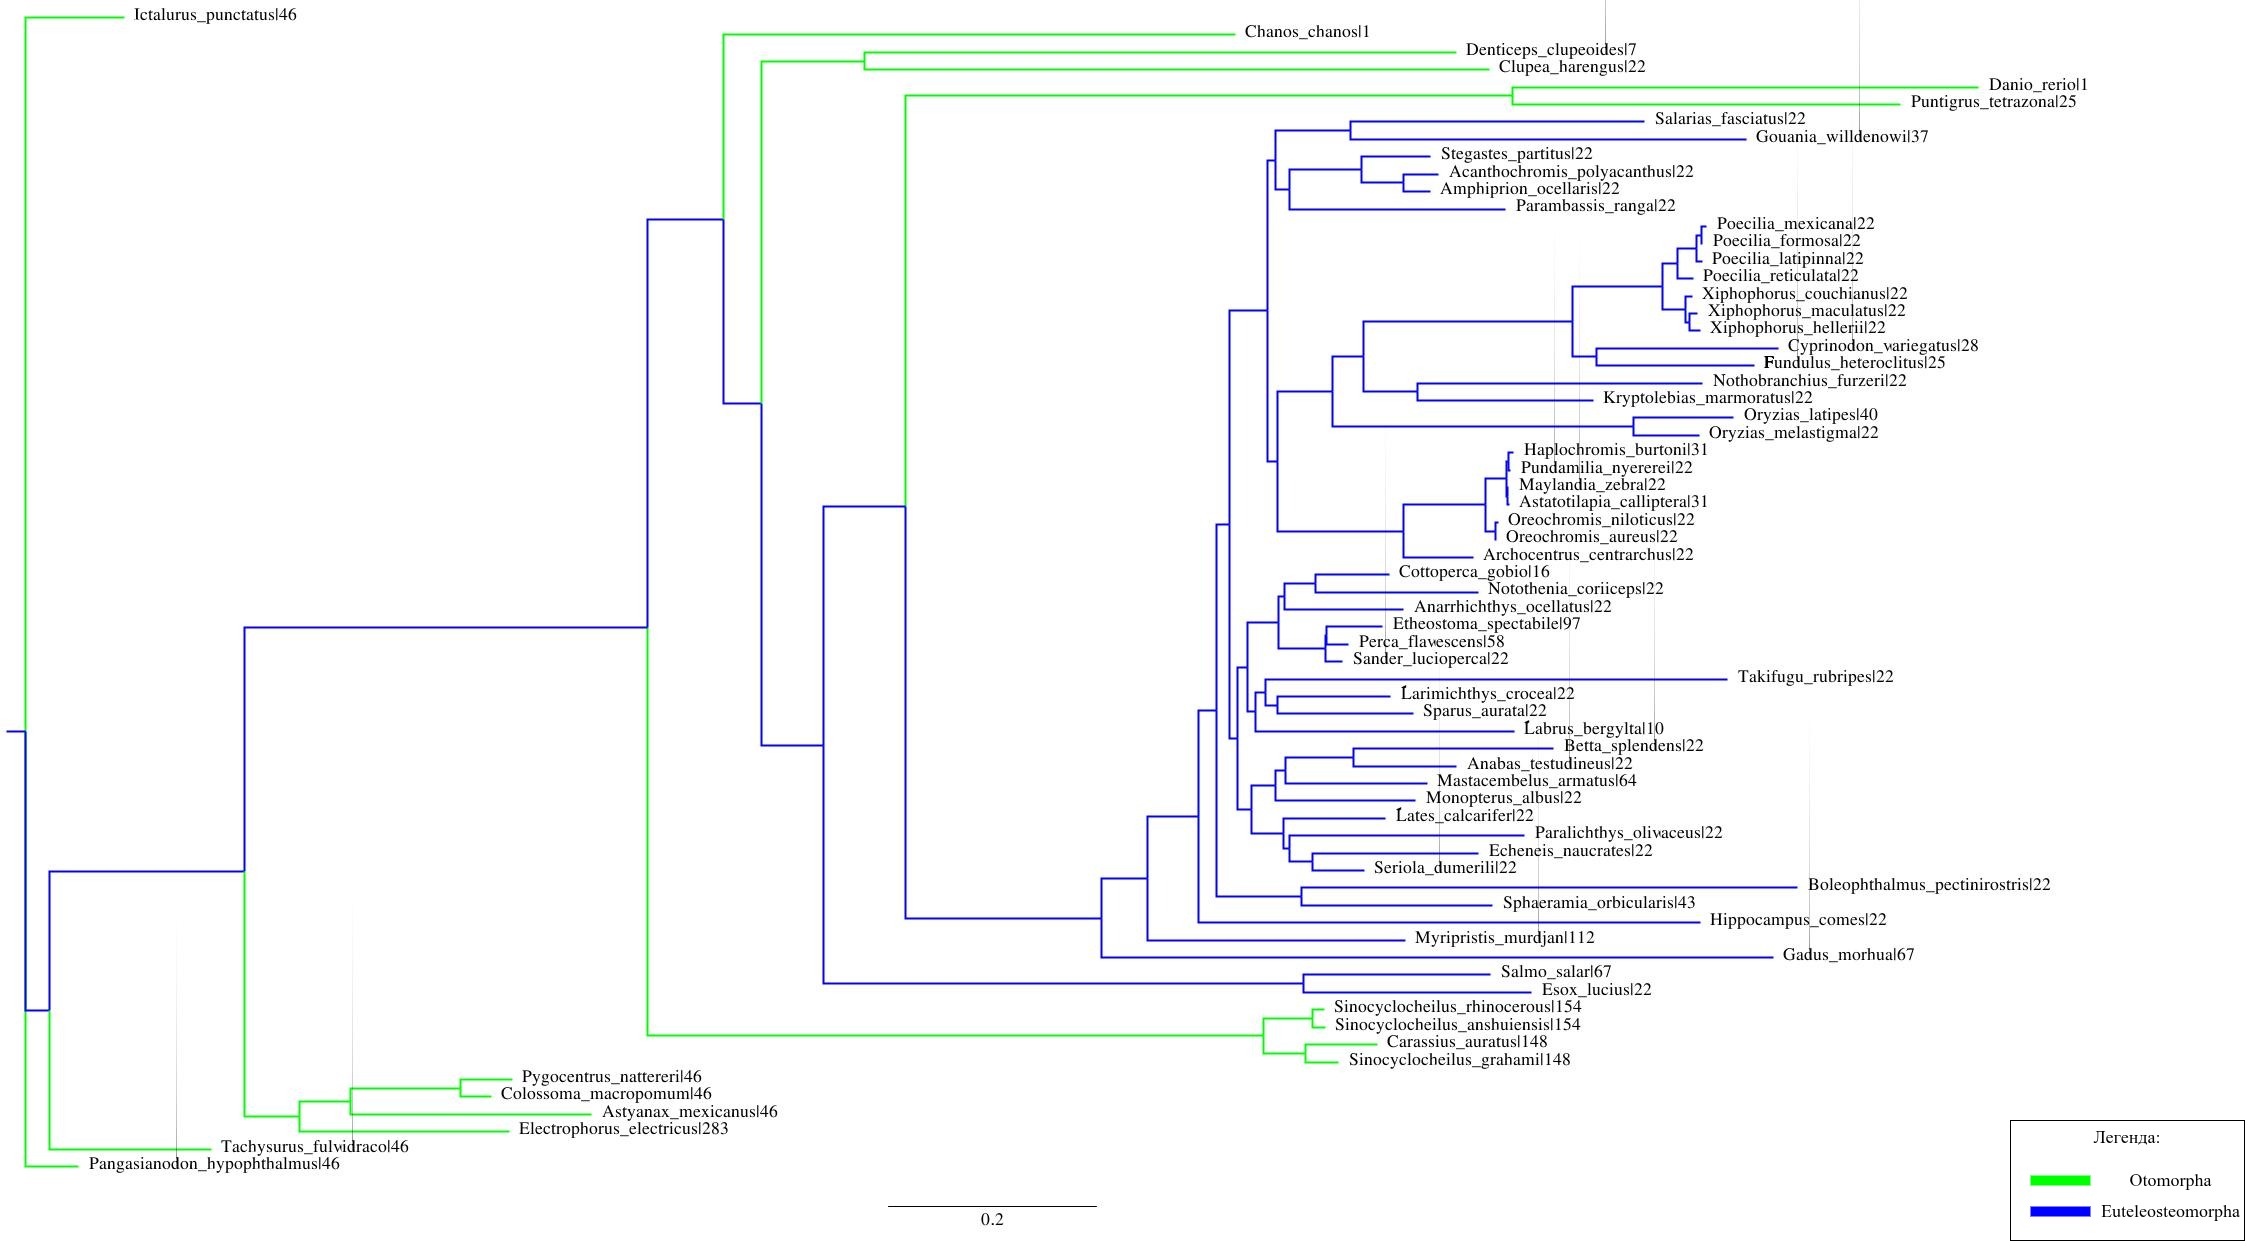 Ictalurus_punctatus|46
Chanos_chanos|1
Denticeps_clupeoides|7
Clupea_harengus|22
Danio_rerio|1
Puntigrus_tetrazona|25
Salarias_fasciatus|22
Gouania_willdenowi|37
Stegastes_partitus|22
Acanthochromis_polyacanthus|22
Amphiprion_ocellaris|22
Parambassis_ranga|22
Poecilia_mexicana|22
Poecilia_formosa|22
Poecilia_latipinna|22
Poecilia_reticulata|22
Xiphophorus_couchianus|22
Xiphophorus_maculatus|22
Xiphophorus_hellerii|22
Cyprinodon_variegatus|28
Fundulus_heteroclitus|25
Nothobranchius_furzeri|22
Kryptolebias_marmoratus|22
Oryzias_latipes|40
Oryzias_melastigma|22
Haplochromis_burtoni|31
Pundamilia_nyererei|22
Maylandia_zebra|22
Astatotilapia_calliptera|31
Oreochromis_niloticus|22
Oreochromis_aureus|22
Archocentrus_centrarchus|22
Cottoperca_gobio|16
Notothenia_coriiceps|22
Anarrhichthys_ocellatus|22
Etheostoma_spectabile|97
Perca_flavescens|58
Sander_lucioperca|22
Takifugu_rubripes|22
Larimichthys_crocea|22
Sparus_aurata|22
Labrus_bergylta|10
Betta_splendens|22
Anabas_testudineus|22
Mastacembelus_armatus|64
Monopterus_albus|22
Lates_calcarifer|22
Paralichthys_olivaceus|22
Echeneis_naucrates|22
Seriola_dumerili|22
Boleophthalmus_pectinirostris|22
Sphaeramia_orbicularis|43
Hippocampus_comes|22
Myripristis_murdjan|112
Gadus_morhua|67
Salmo_salar|67
Esox_lucius|22
Sinocyclocheilus_rhinocerous|154
Sinocyclocheilus_anshuiensis|154
Carassius_auratus|148
Sinocyclocheilus_grahami|148
Pygocentrus_nattereri|46
Colossoma_macropomum|46
Astyanax_mexicanus|46
Electrophorus_electricus|283
Tachysurus_fulvidraco|46
Pangasianodon_hypophthalmus|46
0.2
Легенда:
Otomorpha
Euteleosteomorpha